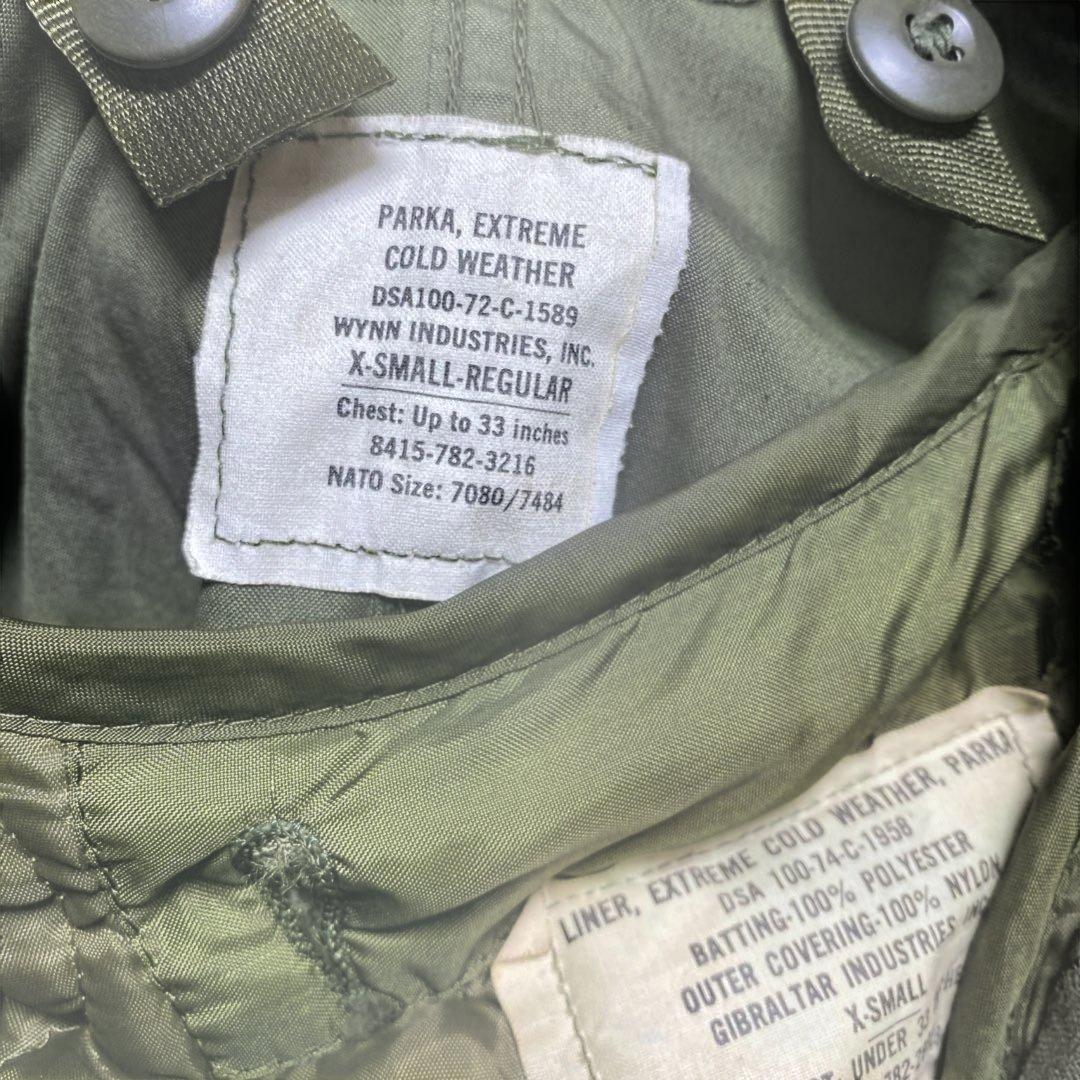 PARKA, EXTREME
COLD WEATHER
DSA100-72-C-1589
WYNN INDUSTRIES, INC.
X-SMALL-REGULAR
Chest: Up to 33 inches
8415-782-3216
NATO Size: 7080/7484
LINER, EXTREME COLD WEATHER, PARKA
DSA 100-74-C-1958
BATTING-100% POLYESTER
OUTER COVERING-100% NYLON
GIBRALTAR INDUSTRIES
X-SMALL
UNDER 33